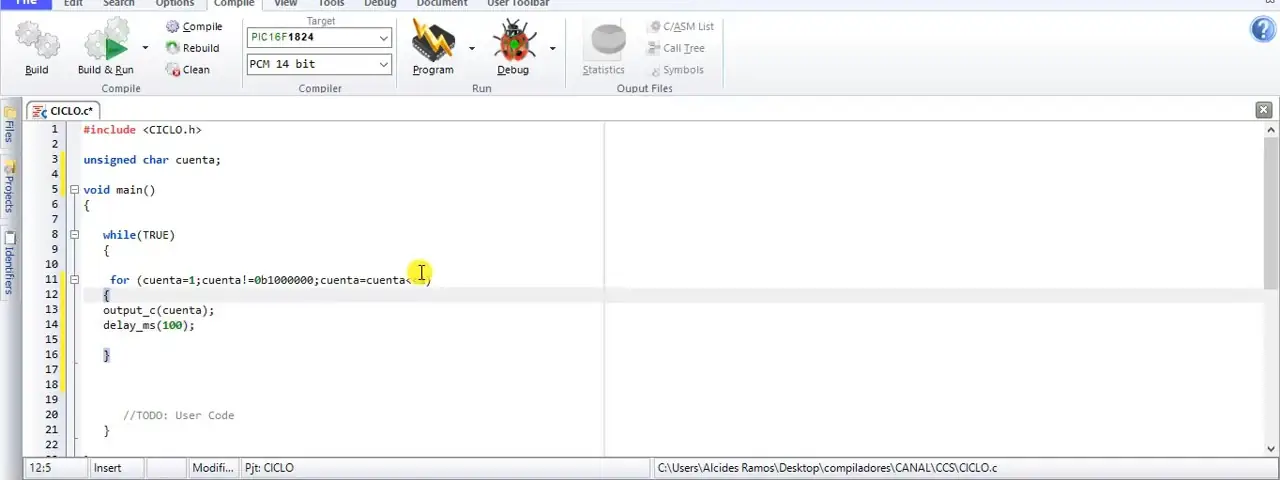 File Edit Search Options Compile View Tools Debug Document User Toolbar
Target
Compile
PIC16F1824
C/ASM List
Rebuild
Call Tree
Build
Build & Run
Clean
PCM 14 bit
Program
Debug
Statistics
Symbols
Compile
Compiler
Run
Ouput Files
CICLO.c*
Files
Projects
Identifiers
1 #include <CICLO.h>
2
3 unsigned char cuenta;
4
5 void main()
6 {
7
8 while(TRUE)
9 {
10
11 for (cuenta=1;cuenta!=0b1000000;cuenta=cuenta<
12 {
13 output_c(cuenta);
14 delay_ms(100);
15
16 }
17
18
19
20 //TODO: User Code
21 }
22
12:5 Insert Modifi... Pjt: CICLO C:\Users\Alcides Ramos\Desktop\compiladores\CANAL\CCS\CICLO.c